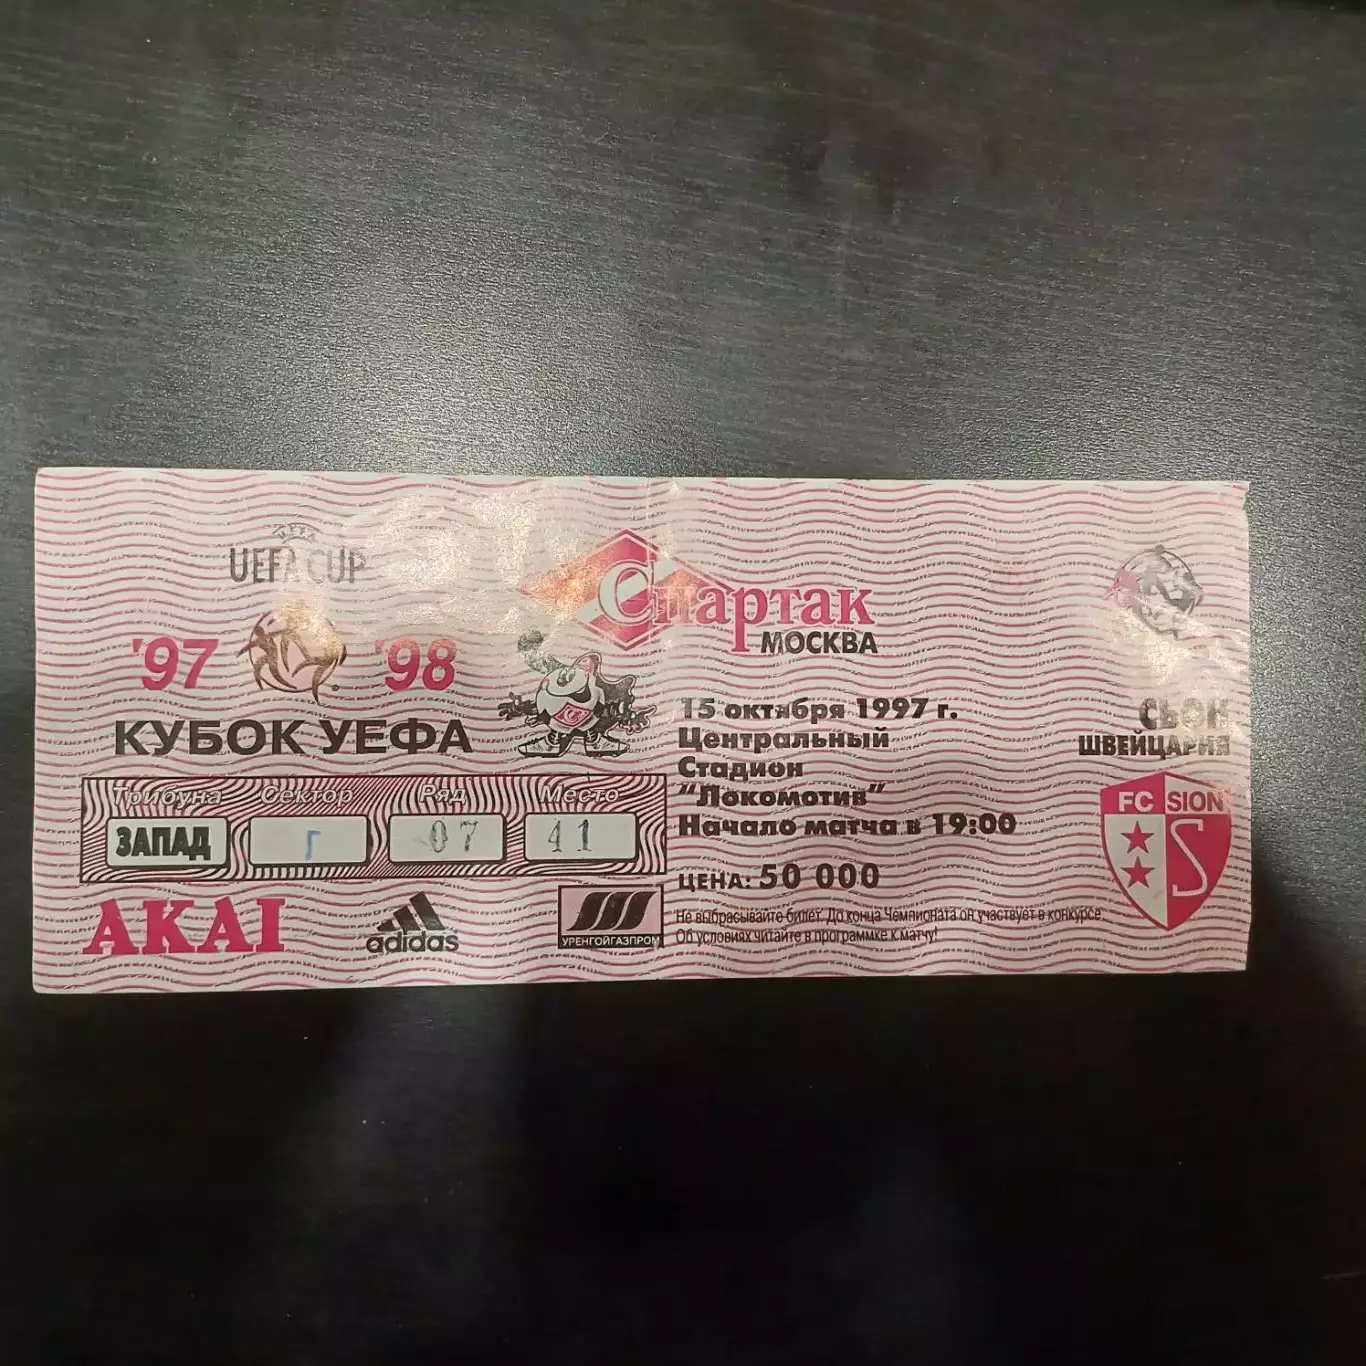 UEFA
UEFA CUP
'97 '98
КУБОК УЕФА
Трибуна Сектор Ряд Место
ЗАПАД Г 07 41
AKAI
adidas
УРЕНГОЙГАЗПРОМ
Спартак
МОСКВА
15 октября 1997 г.
Центральный
Стадион
"Локомотив"
Начало матча в 19:00
ЦЕНА: 50 000
Не выбрасывайте билет. До конца Чемпионата он участвует в конкурсе.
Об условиях читайте в программке к матчу!
СЬОН
ШВЕЙЦАРИЯ
FC SION
S